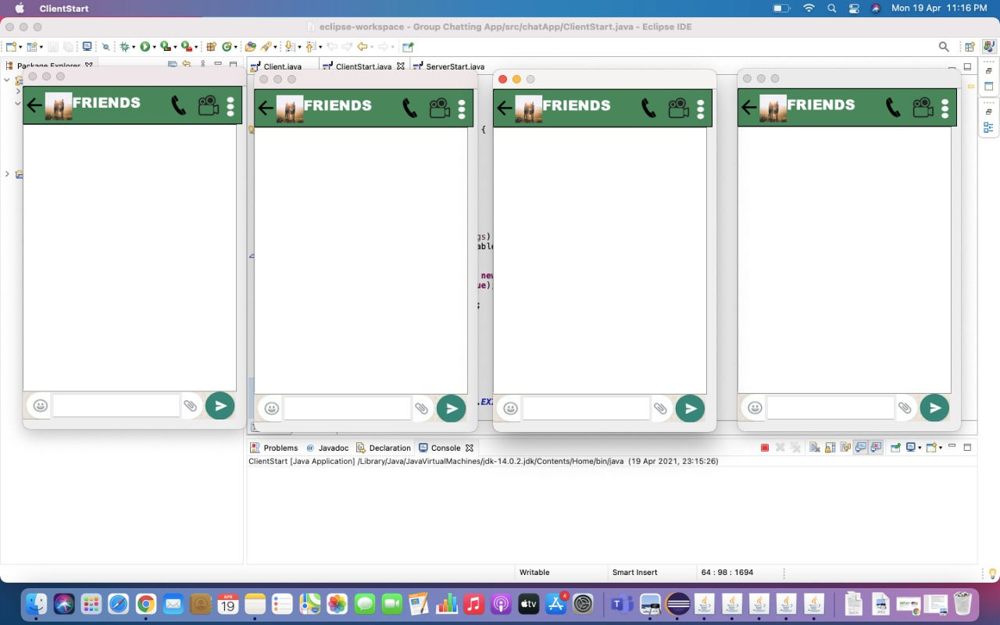 ClientStart
Mon 19 Apr 11:16 PM
eclipse-workspace - Group Chatting App/src/chatApp/ClientStart.java - Eclipse IDE
Package Explorer
Client.java
ClientStart.java
ServerStart.java
FRIENDS
FRIENDS
FRIENDS
FRIENDS
{
gs)
able
new
ue);
;
.EXI
Problems
@ Javadoc
Declaration
Console
ClientStart [Java Application] /Library/Java/JavaVirtualMachines/jdk-14.0.2.jdk/Contents/Home/bin/java (19 Apr 2021, 23:15:26)
Writable
Smart Insert
64 : 98 : 1694
APR
19
tv
4